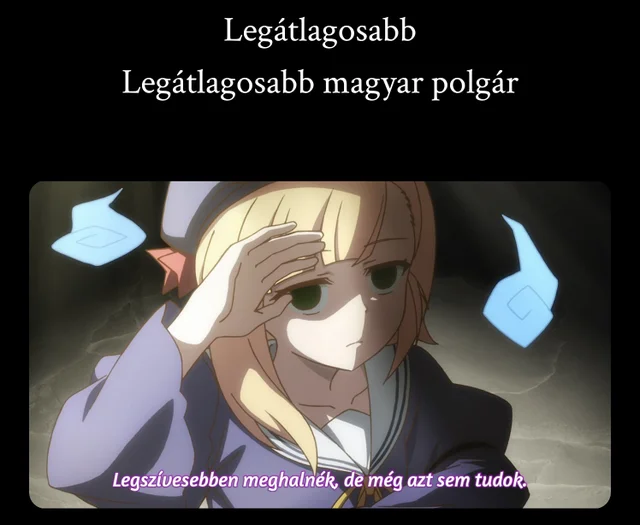 Legátlagosabb
Legátlagosabb magyar polgár
Legszívesebben meghalnék, de még azt sem tudok.